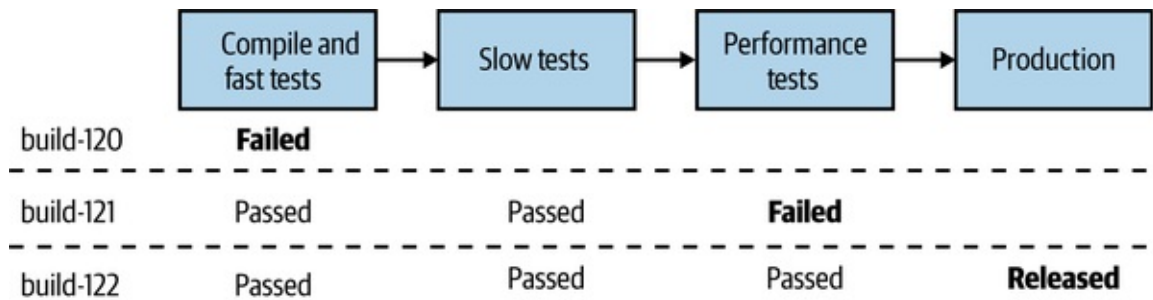 Compile and
fast tests
Slow tests
Performance
tests
Production
build-120 Failed
build-121 Passed Passed Failed
build-122 Passed Passed Passed Released